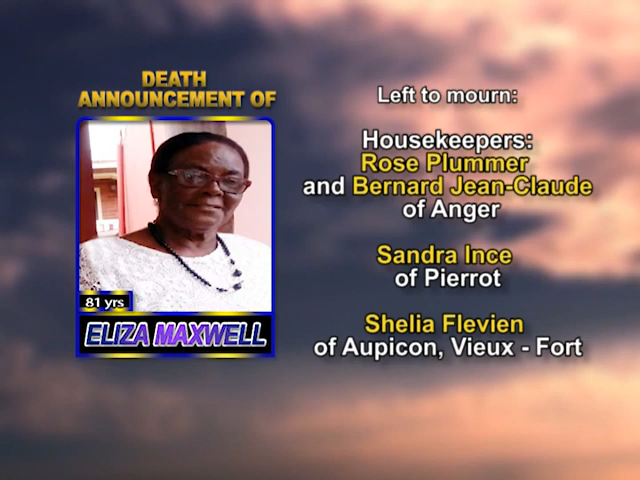 DEATH
ANNOUNCEMENT OF
81 yrs
ELIZA MAXWELL
Left to mourn:
Housekeepers:
Rose Plummer
and Bernard Jean-Claude
of Anger
Sandra Ince
of Pierrot
Shelia Flevien
of Aupicon, Vieux - Fort